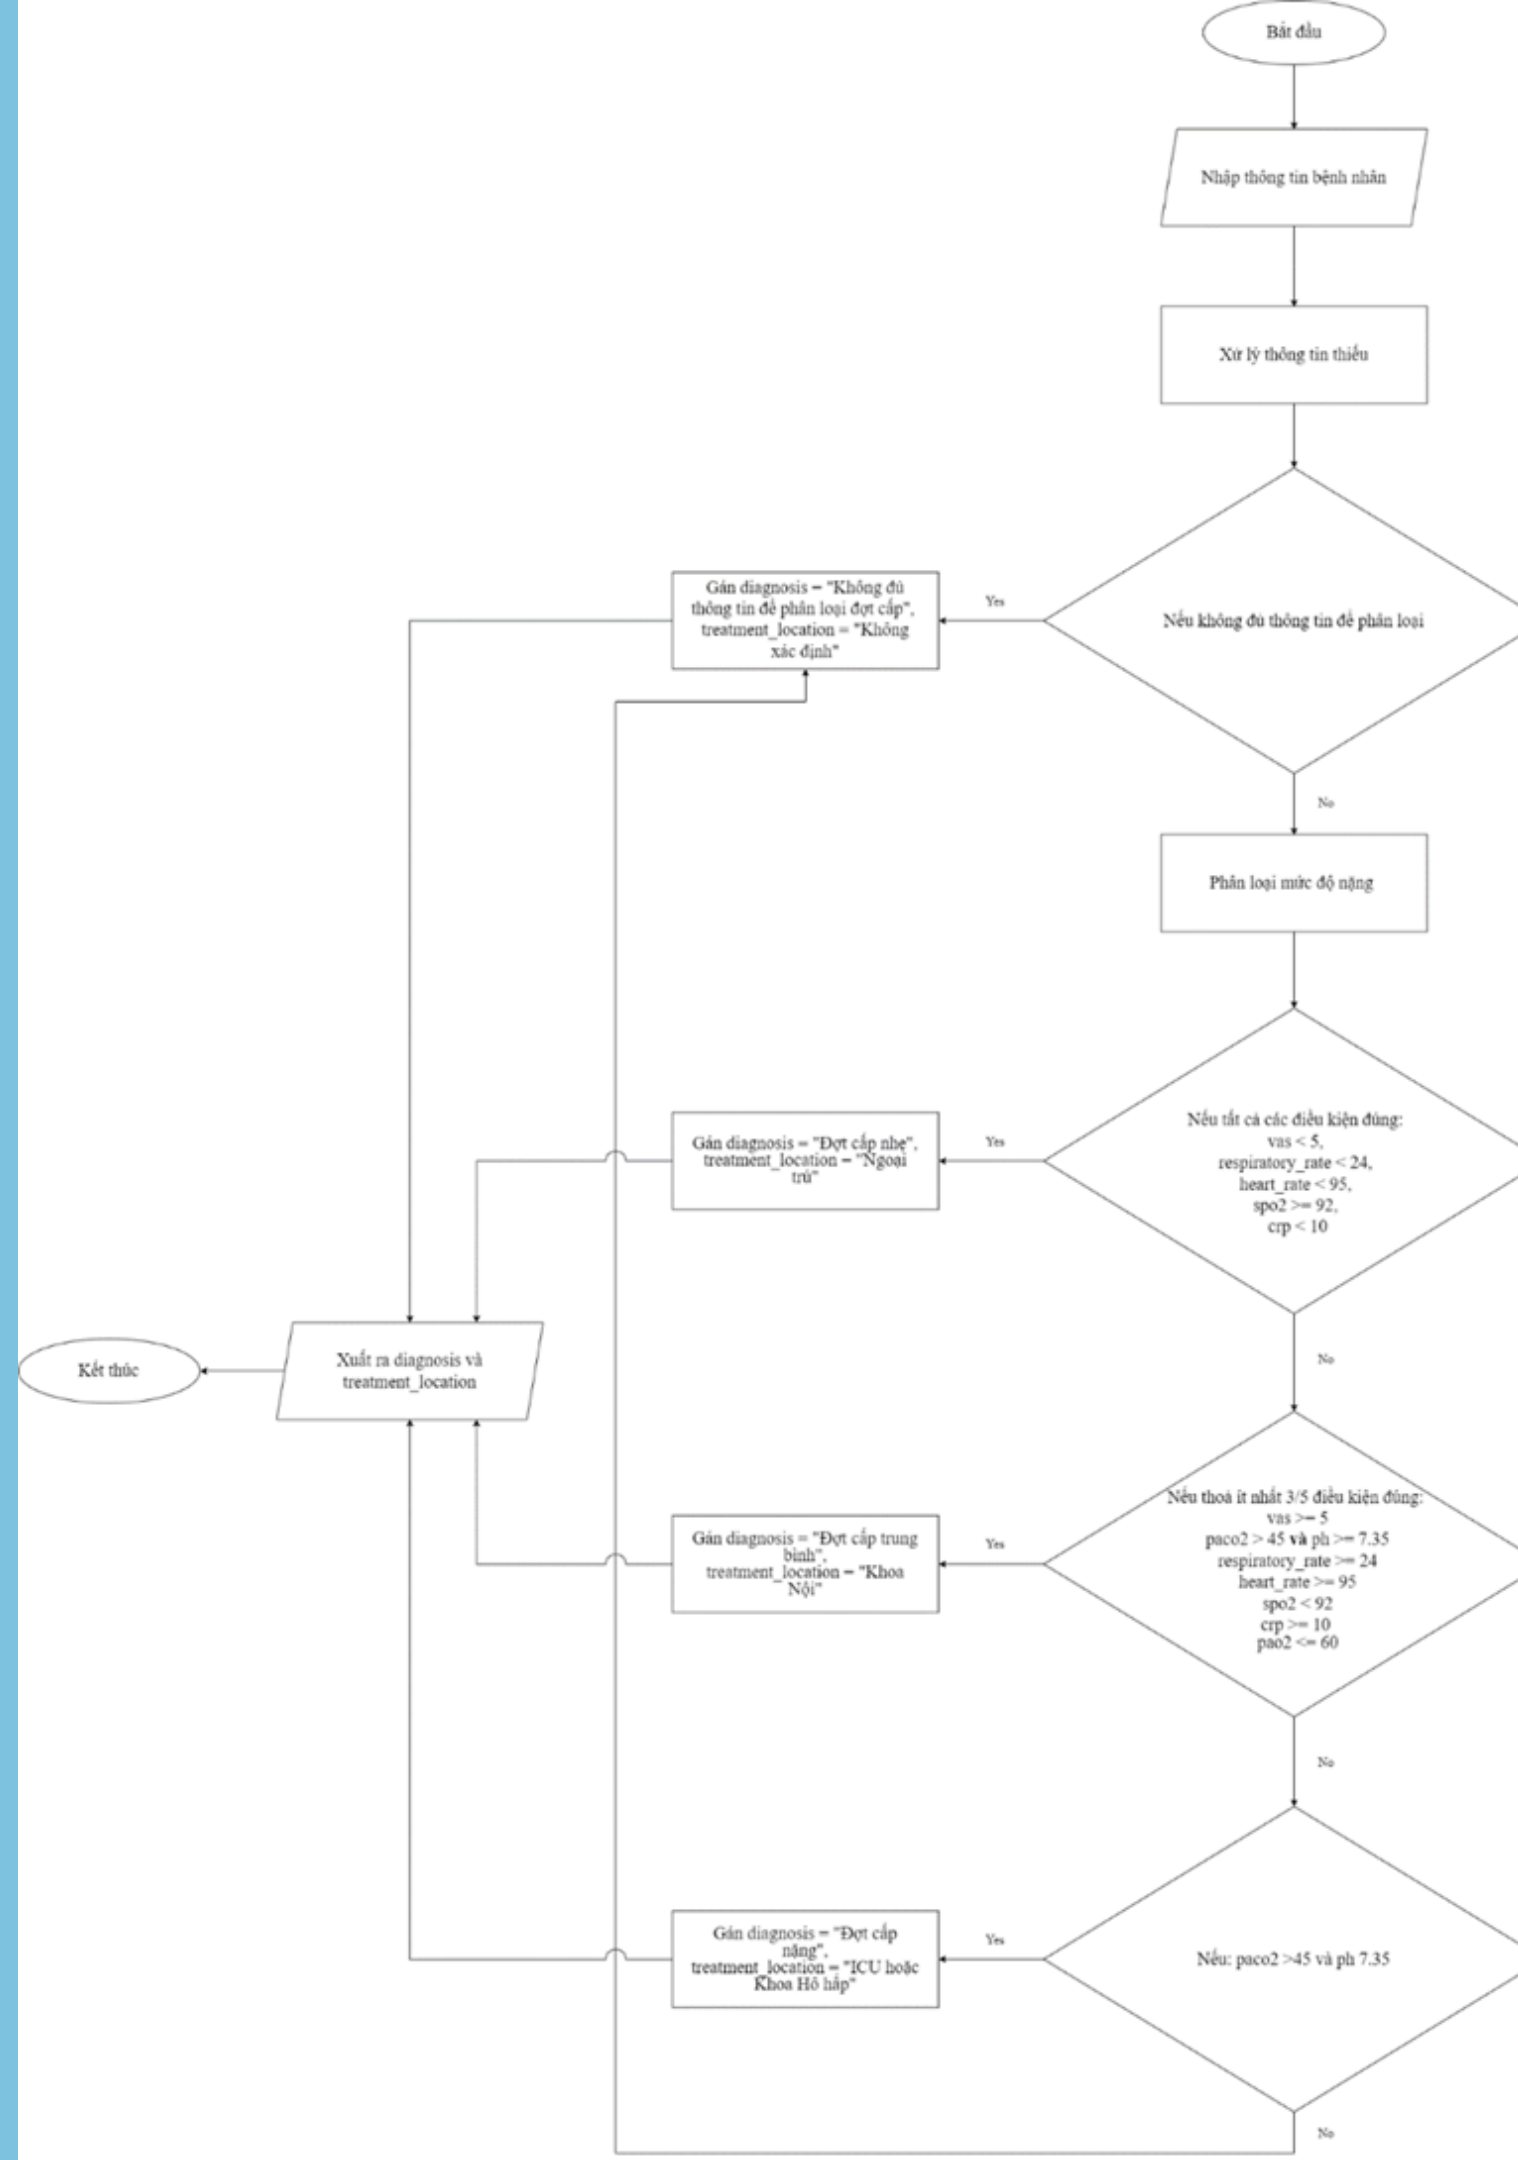 Bắt đầu
Nhập thông tin bệnh nhân
Xử lý thông tin thiếu
Nếu không đủ thông tin để phân loại
Yes
Gán diagnosis = "Không đủ
thông tin để phân loại đợt cấp",
treatment_location = "Không
xác định"
No
Phân loại mức độ nặng
Nếu tất cả các điều kiện đúng:
vas < 5,
respiratory_rate < 24,
heart_rate < 95,
spo2 >= 92,
crp < 10
Yes
Gán diagnosis = "Đợt cấp nhẹ",
treatment_location = "Ngoại
trú"
No
Xuất ra diagnosis và
treatment_location
Kết thúc
Nếu thoả ít nhất 3/5 điều kiện đúng:
vas >= 5
paco2 > 45 và ph >= 7.35
respiratory_rate >= 24
heart_rate >= 95
spo2 < 92
crp >= 10
pao2 <= 60
Yes
Gán diagnosis = "Đợt cấp trung
bình",
treatment_location = "Khoa
Nội"
No
Nếu: paco2 >45 và ph 7.35
Yes
Gán diagnosis = "Đợt cấp
nặng",
treatment_location = "ICU hoặc
Khoa Hô hấp"
No